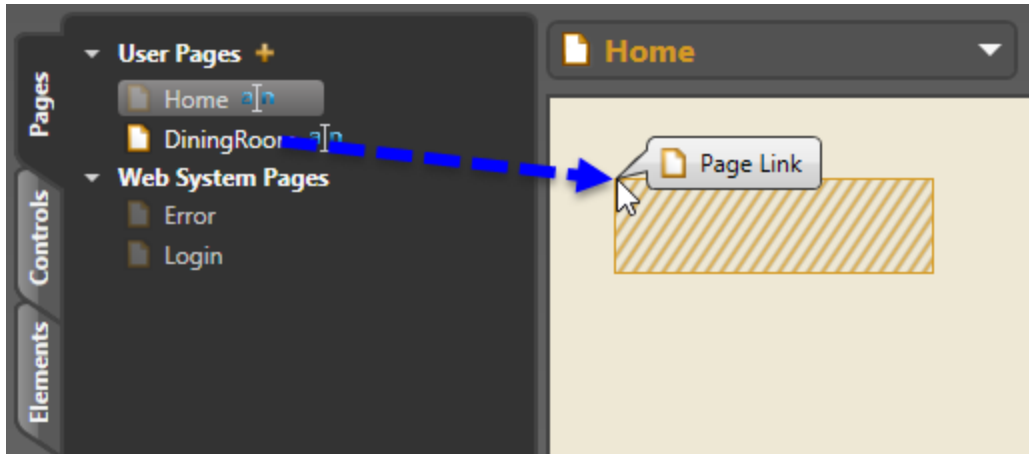 Pages
Controls
Elements
User Pages +
Home a|n
DiningRoom a|n
Web System Pages
Error
Login
Home
Page Link